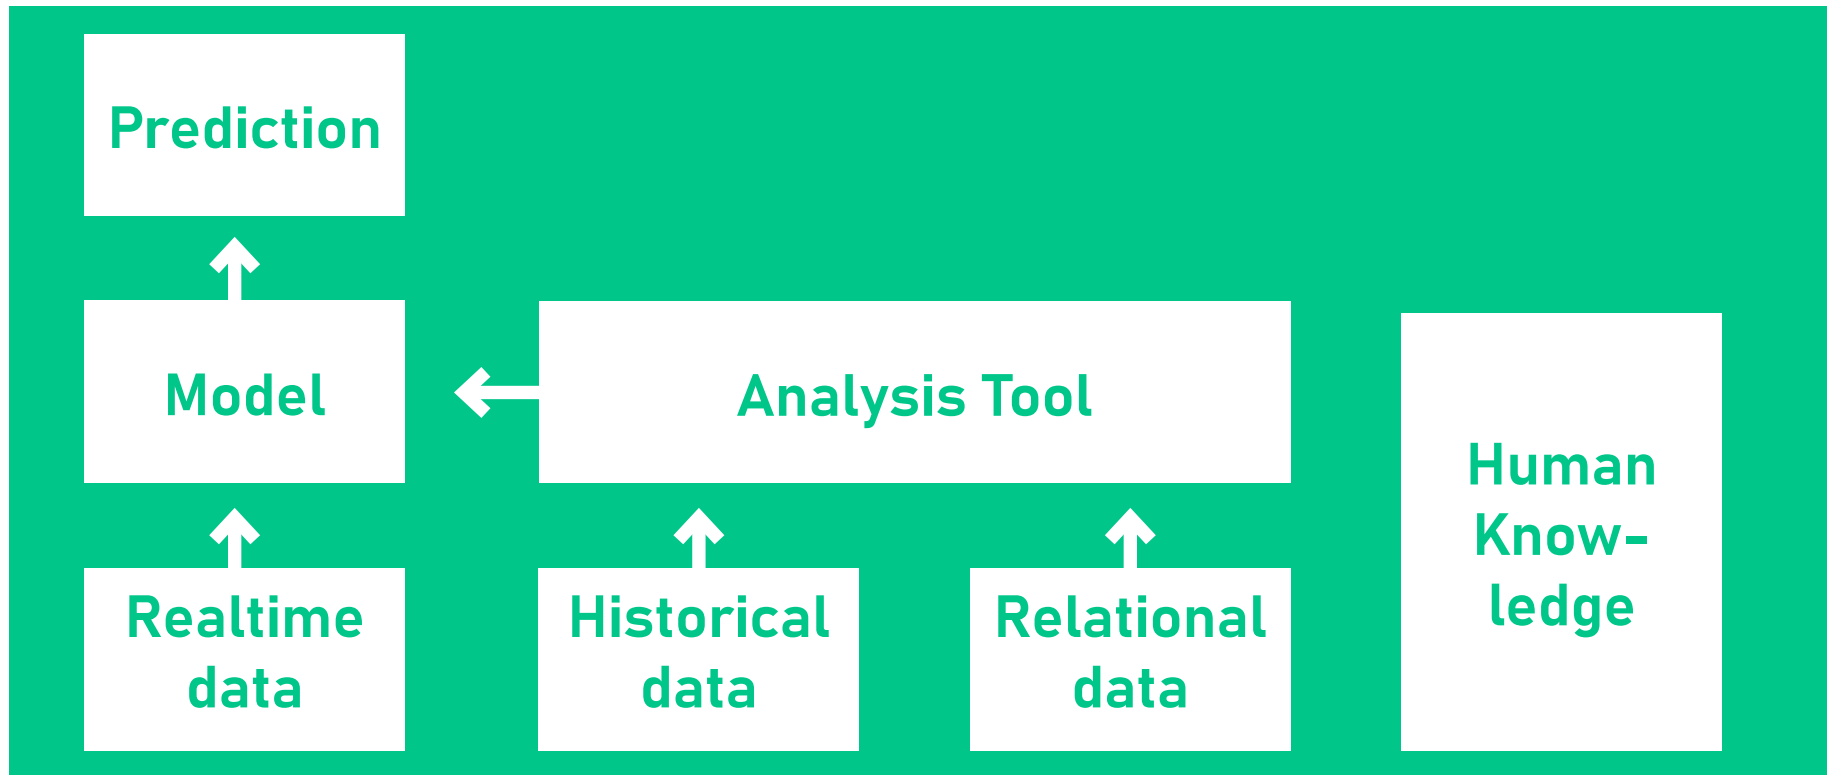 Prediction
Model
Analysis Tool
Human
Know-
ledge
Realtime
data
Historical
data
Relational
data